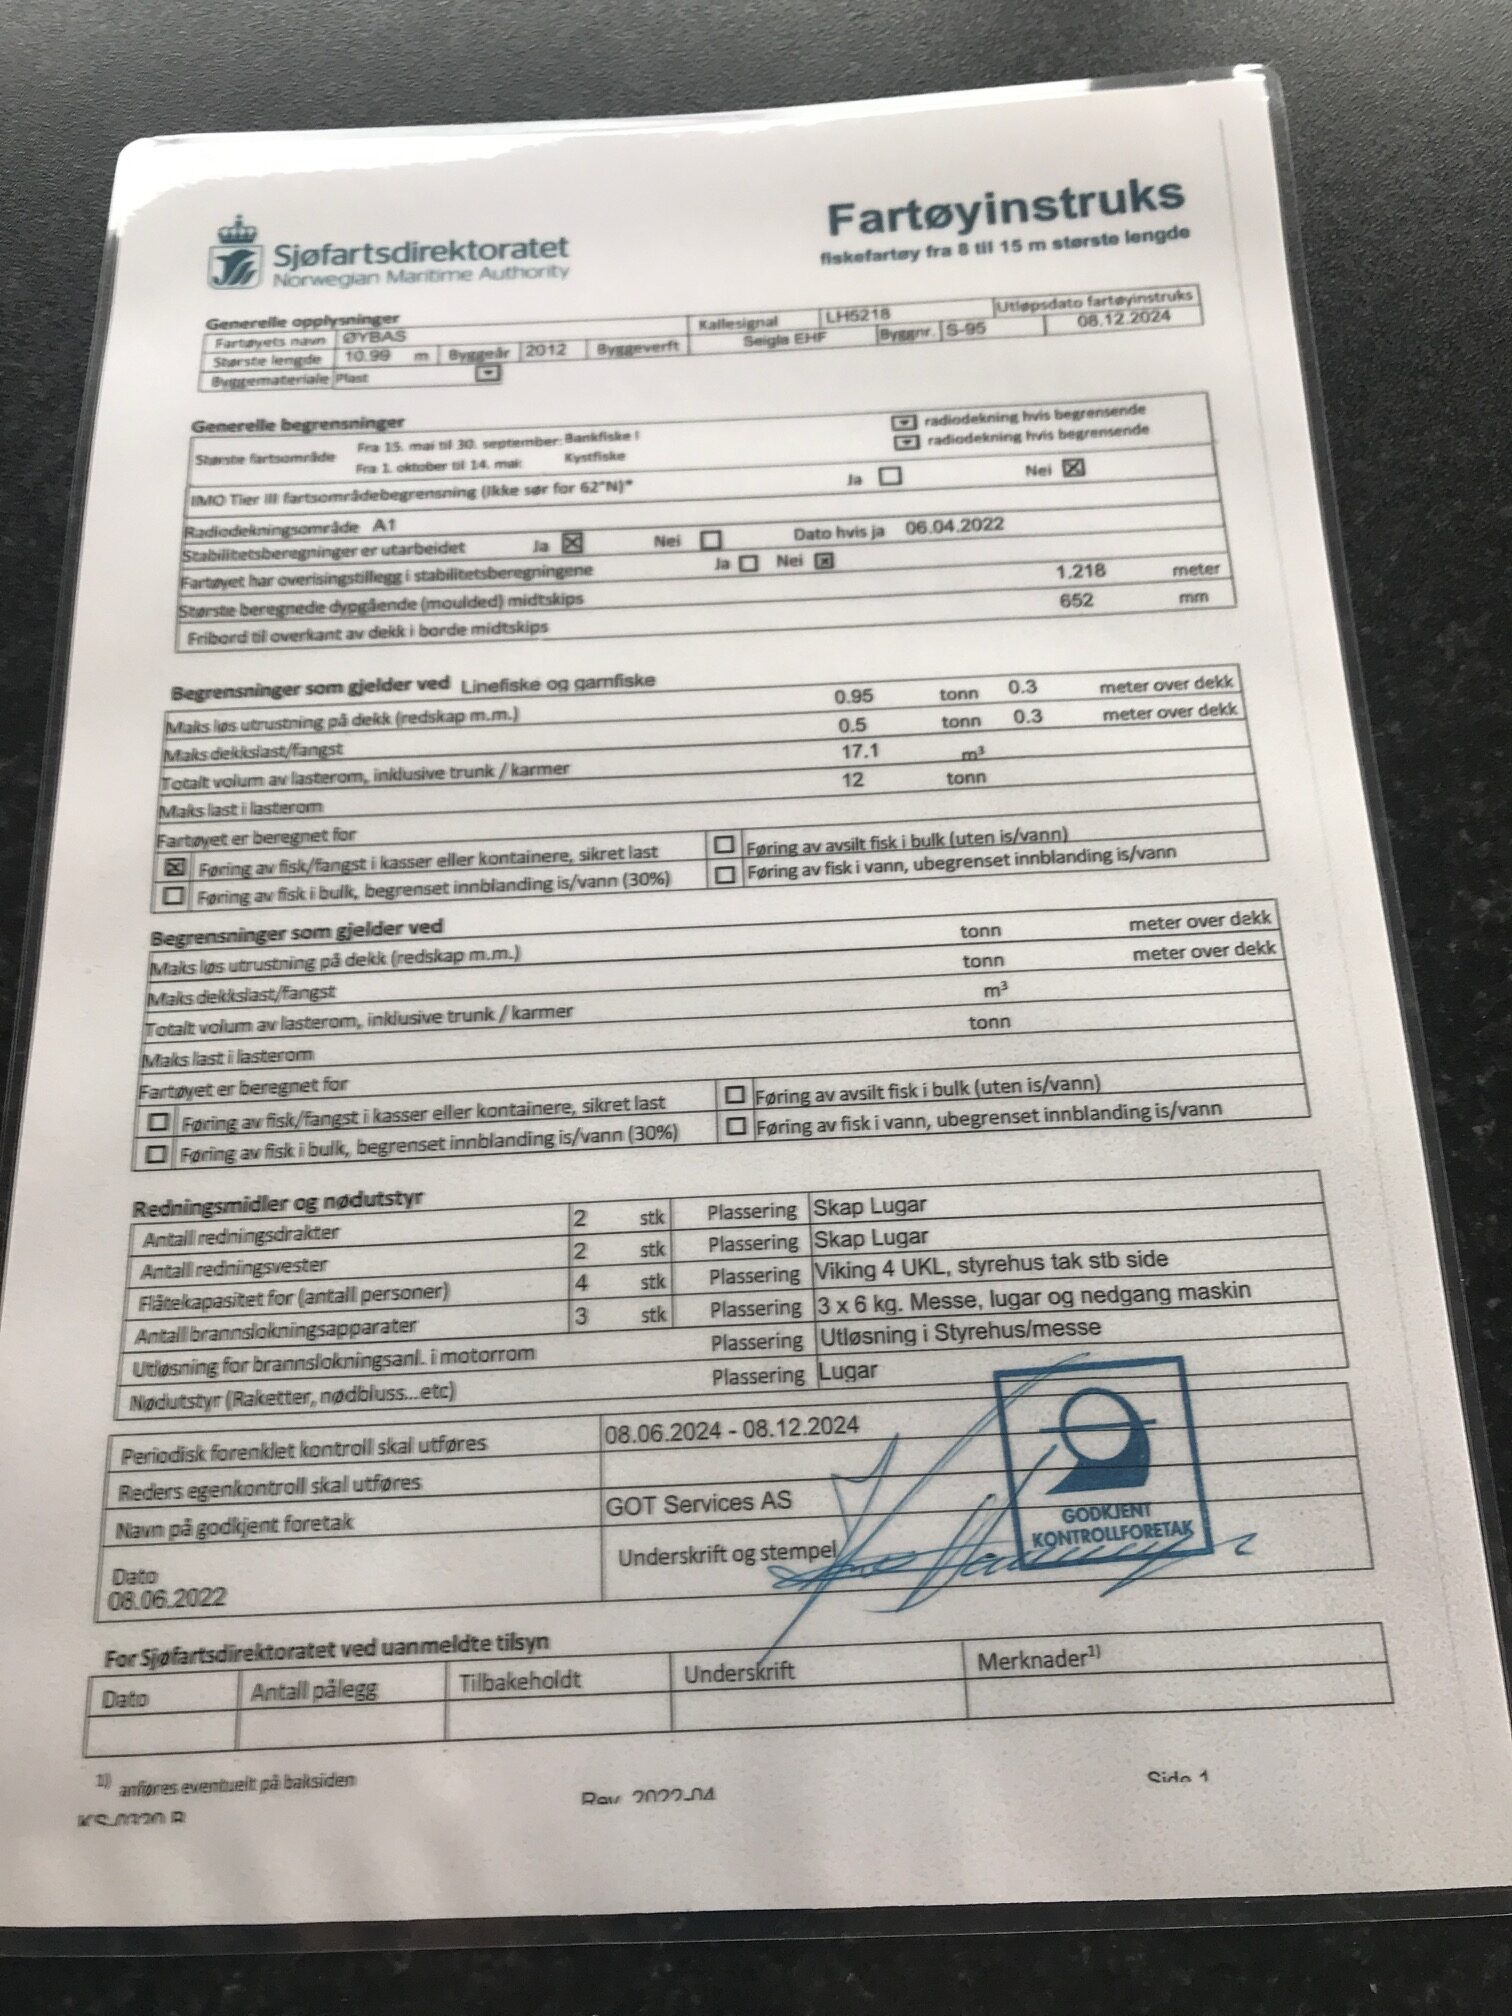 Sjøfartsdirektoratet
Norwegian Maritime Authority
Fartøyinstruks
fiskefartøy fra 8 til 15 m største lengde
Generelle opplysninger
Fartøyets navn ØYBAS Kallesignal LH5218 Utløpsdato fartøyinstruks
Største lengde 10.99 m Byggeår 2012 Byggeverft Seigla EHF Byggnr. S-95 08.12.2024
Byggemateriale Plast
Generelle begrensninger
Største fartsområde Fra 15. mai til 30. september: Bankfiske I radiodekning hvis begrensende
Fra 1. oktober til 14. mai: Kystfiske radiodekning hvis begrensende
IMO Tier III fartsområdebegrensning (Ikke sør for 62°N)* Ja ☐ Nei ☒
Radiodekningsområde A1
Stabilitetsberegninger er utarbeidet Ja ☒ Nei ☐ Dato hvis ja 06.04.2022
Fartøyet har overisingstillegg i stabilitetsberegningene Ja ☐ Nei ☒
Største beregnede dypgående (moulded) midtskips 1.218 meter
Fribord til overkant av dekk i borde midtskips 652 mm
Begrensninger som gjelder ved Linefiske og garnfiske
Maks løs utrustning på dekk (redskap m.m.) 0.95 tonn 0.3 meter over dekk
Maks dekkslast/fangst 0.5 tonn 0.3 meter over dekk
Totalt volum av lasterom, inklusive trunk / karmer 17.1 m³
Maks last i lasterom 12 tonn
Fartøyet er beregnet for
☒ Føring av fisk/fangst i kasser eller kontainere, sikret last ☐ Føring av avsilt fisk i bulk (uten is/vann)
☐ Føring av fisk i bulk, begrenset innblanding is/vann (30%) ☐ Føring av fisk i vann, ubegrenset innblanding is/vann
Begrensninger som gjelder ved
Maks løs utrustning på dekk (redskap m.m.) tonn meter over dekk
Maks dekkslast/fangst tonn meter over dekk
Totalt volum av lasterom, inklusive trunk / karmer m³
Maks last i lasterom tonn
Fartøyet er beregnet for
☐ Føring av fisk/fangst i kasser eller kontainere, sikret last ☐ Føring av avsilt fisk i bulk (uten is/vann)
☐ Føring av fisk i bulk, begrenset innblanding is/vann (30%) ☐ Føring av fisk i vann, ubegrenset innblanding is/vann
Redningsmidler og nødutstyr
Antall redningsdrakter 2 stk Plassering Skap Lugar
Antall redningsvester 2 stk Plassering Skap Lugar
Flåtekapasitet for (antall personer) 4 stk Plassering Viking 4 UKL, styrehus tak stb side
Antall brannslokningsapparater 3 stk Plassering 3 x 6 kg. Messe, lugar og nedgang maskin
Utløsning for brannslokningsanl. i motorrom Plassering Utløsning i Styrehus/messe
Nødutstyr (Raketter, nødbluss...etc) Plassering Lugar
Periodisk forenklet kontroll skal utføres 08.06.2024 - 08.12.2024
Reders egenkontroll skal utføres
Navn på godkjent foretak GOT Services AS
Dato Underskrift og stempel
08.06.2022
GODKJENT
KONTROLLFORETAK
For Sjøfartsdirektoratet ved uanmeldte tilsyn
Dato Antall pålegg Tilbakeholdt Underskrift Merknader¹⁾
¹⁾ anføres eventuelt på baksiden
KS-0320 B Rev. 2022-04 Side 1